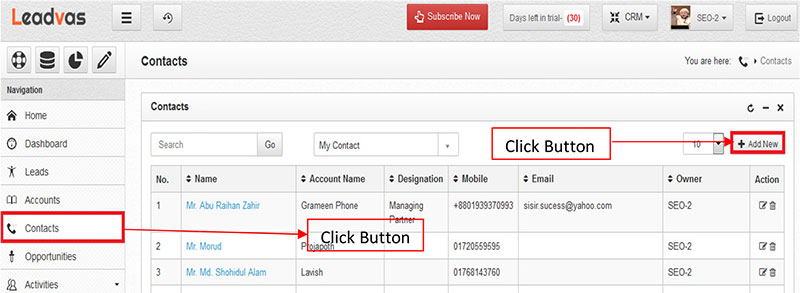 Leadvas
Subscribe Now
Days left in trial- (30)
CRM
SEO-2
Logout
Contacts
You are here: Contacts
Navigation
Home
Dashboard
Leads
Accounts
Contacts
Opportunities
Activities
Contacts
Search Go My Contact 10 Add New
Click Button
No. Name Account Name Designation Mobile Email Owner Action
1 Mr. Abu Raihan Zahir Grameen Phone Managing Partner +8801939370993 sisir.sucess@yahoo.com SEO-2
Click Button
2 Mr. Morud Projapoth 01720559595 SEO-2
3 Mr. Md. Shohidul Alam Lavish 01768143760 SEO-2